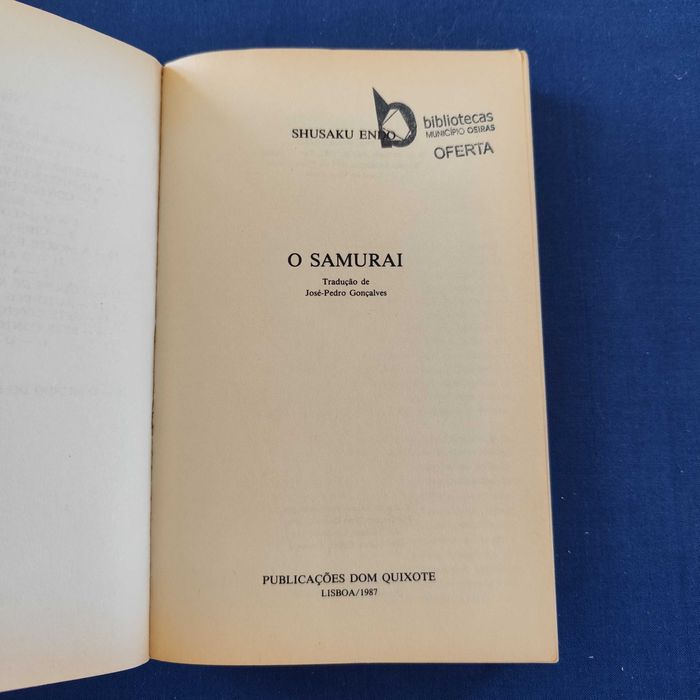 SHUSAKU ENDO
bibliotecas
MUNICÍPIO OEIRAS
OFERTA
O SAMURAI
Tradução de
José-Pedro Gonçalves
PUBLICAÇÕES DOM QUIXOTE
LISBOA/1987